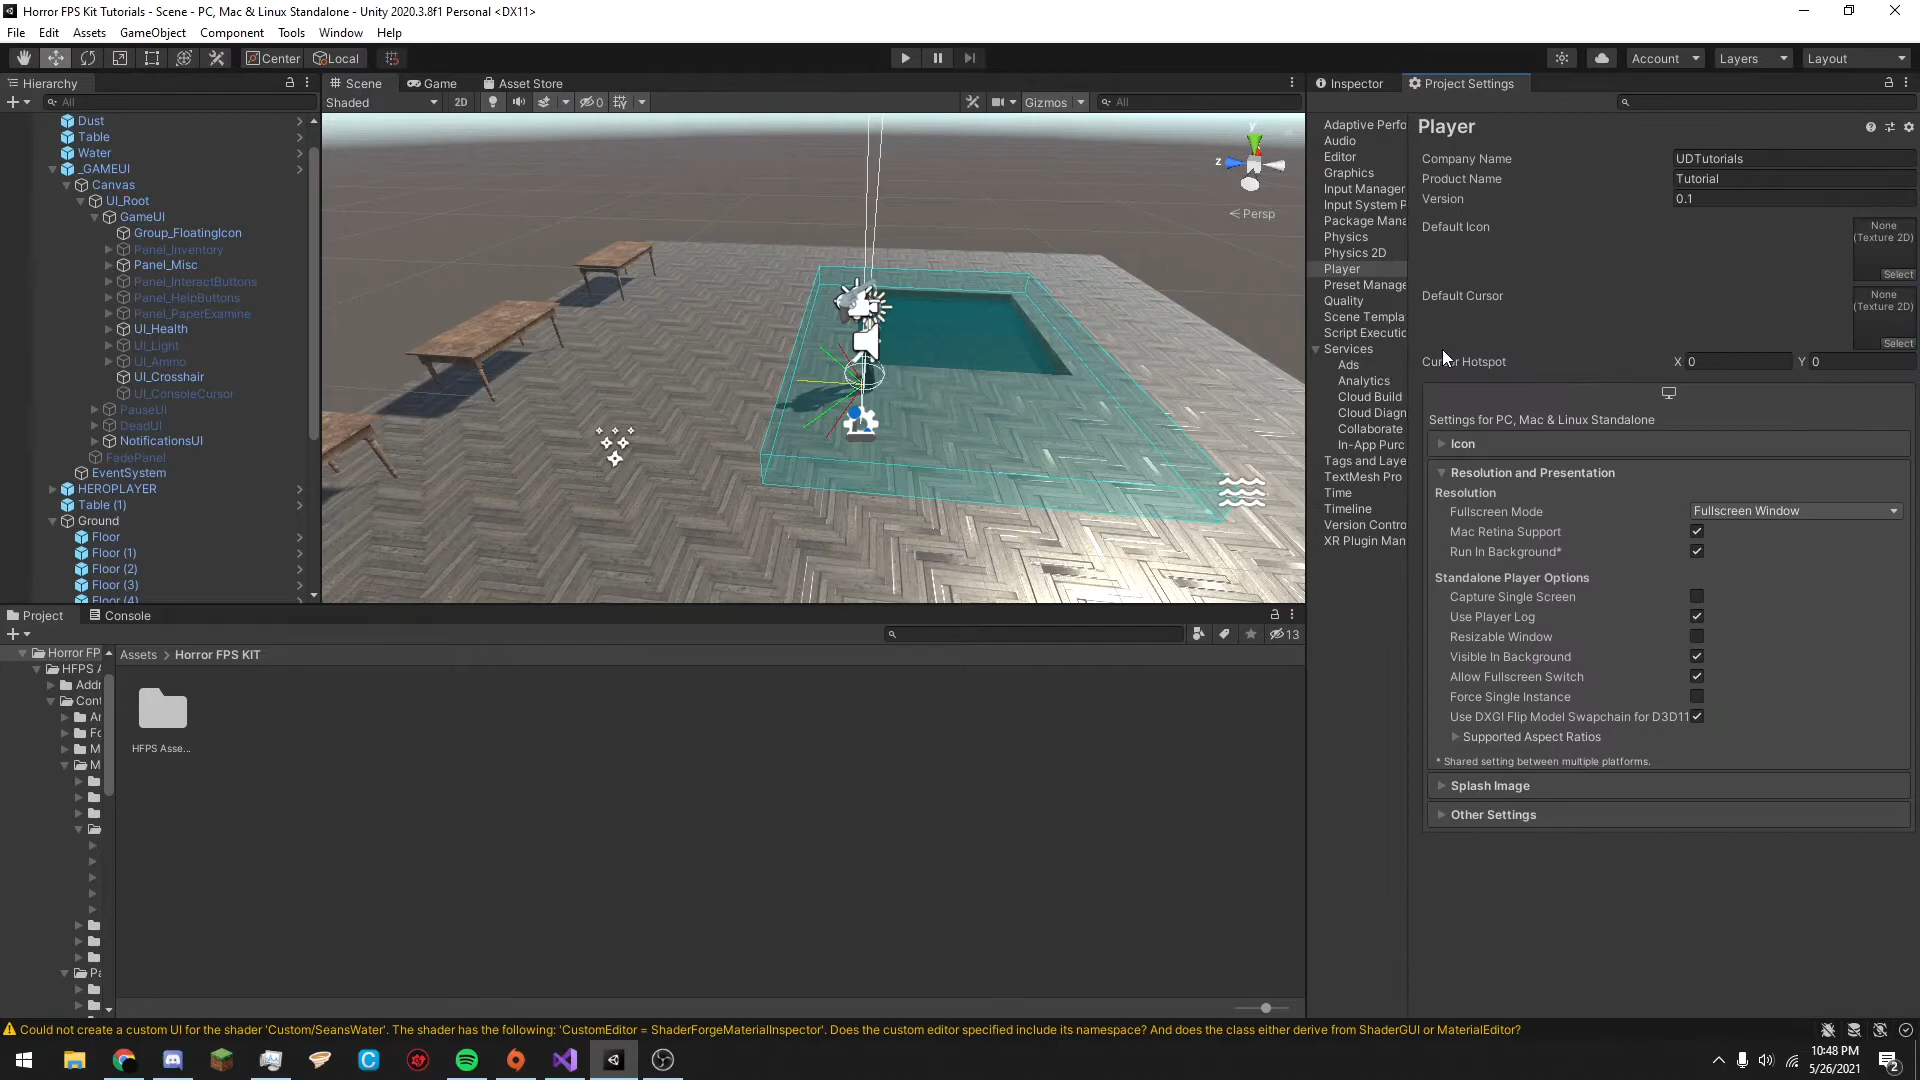 Horror FPS Kit Tutorials - Scene - PC, Mac & Linux Standalone - Unity 2020.3.8f1 Personal <DX11>
File Edit Assets GameObject Component Tools Window Help
Center Local Account Layers Layout
Hierarchy Scene Game Asset Store Inspector Project Settings
All Shaded 2D 0 Gizmos All
Dust
Table
Water
_GAMEUI
Canvas
UI_Root
GameUI
Group_FloatingIcon
Panel_Inventory
Panel_Misc
Panel_InteractButtons
Panel_HelpButtons
Panel_PaperExamine
UI_Health
UI_Light
UI_Ammo
UI_Crosshair
UI_ConsoleCursor
PauseUI
DeadUI
NotificationsUI
FadePanel
EventSystem
HEROPLAYER
Table (1)
Ground
Floor
Floor (1)
Floor (2)
Floor (3)
Floor (4)
y
z
Persp
Adaptive Perfo
Audio
Editor
Graphics
Input Manager
Input System P
Package Mana
Physics
Physics 2D
Player
Preset Manage
Quality
Scene Templa
Script Executio
Services
Ads
Analytics
Cloud Build
Cloud Diagn
Collaborate
In-App Purc
Tags and Laye
TextMesh Pro
Time
Timeline
Version Contro
XR Plugin Man
Player
Company Name UDTutorials
Product Name Tutorial
Version 0.1
Default Icon None
(Texture 2D)
Select
Default Cursor None
(Texture 2D)
Select
Cursor Hotspot X 0 Y 0
Settings for PC, Mac & Linux Standalone
Icon
Resolution and Presentation
Resolution
Fullscreen Mode Fullscreen Window
Mac Retina Support
Run In Background*
Standalone Player Options
Capture Single Screen
Use Player Log
Resizable Window
Visible In Background
Allow Fullscreen Switch
Force Single Instance
Use DXGI Flip Model Swapchain for D3D11
Supported Aspect Ratios
* Shared setting between multiple platforms.
Splash Image
Other Settings
Project Console
13
Horror FP
HFPS A
Addr
Cont
Ar
Fo
M
M
Pa
Assets > Horror FPS KIT
HFPS Asse...
Could not create a custom UI for the shader 'Custom/SeansWater'. The shader has the following: 'CustomEditor = ShaderForgeMaterialInspector'. Does the custom editor specified include its namespace? And does the class either derive from ShaderGUI or MaterialEditor?
10:48 PM
5/26/2021
2